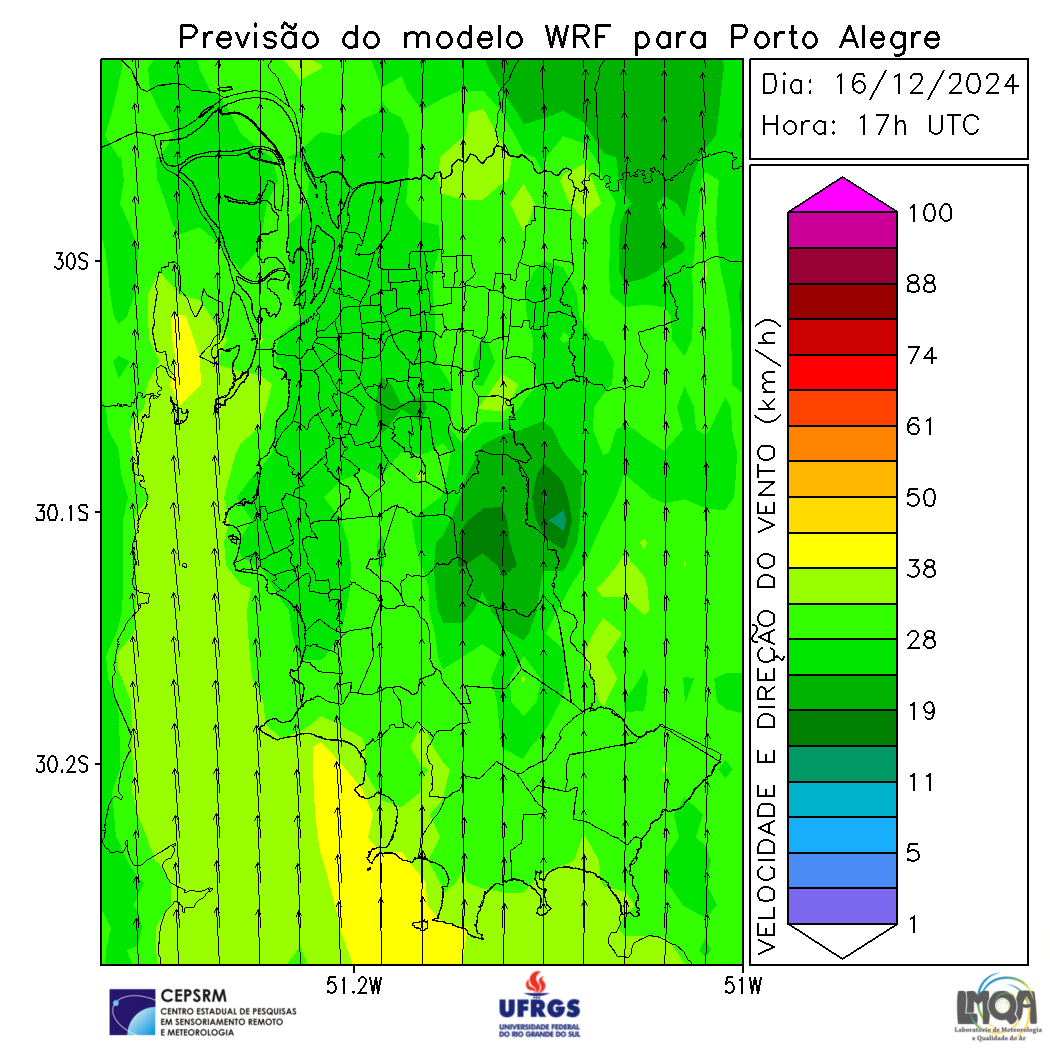 Previsão do modelo WRF para Porto Alegre
Dia: 16/12/2024
Hora: 17h UTC
30S
30.1S
30.2S
51.2W
51W
VELOCIDADE E DIREÇÃO DO VENTO (km/h)
100
88
74
61
50
38
28
19
11
5
1
CEPSRM
CENTRO ESTADUAL DE PESQUISAS
EM SENSORIAMENTO REMOTO
E METEOROLOGIA
UFRGS
UNIVERSIDADE FEDERAL
DO RIO GRANDE DO SUL
LMQA
Laboratório de Meteorologia
e Qualidade do Ar